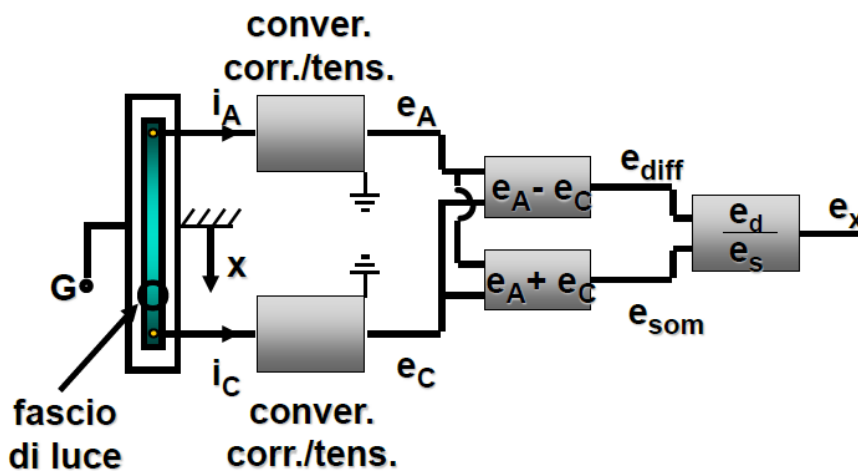 conver.
corr./tens.
iA
eA
eA - eC
ediff
ed
es
ex
G
x
eA + eC
esom
iC
eC
fascio
di luce
conver.
corr./tens.